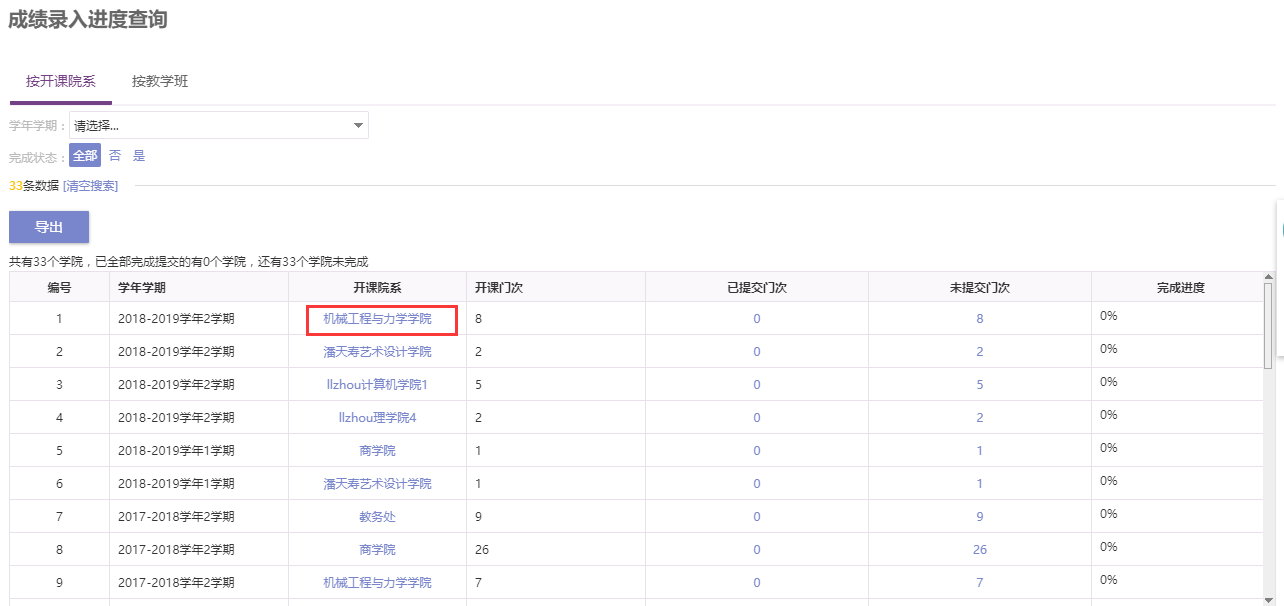 成绩录入进度查询
按开课院系 按教学班
学年学期： 请选择...
完成状态： 全部 否 是
33条数据 [清空搜索]
导出
共有33个学院，已全部完成提交的有0个学院，还有33个学院未完成
编号 学年学期 开课院系 开课门次 已提交门次 未提交门次 完成进度
1 2018-2019学年2学期 机械工程与力学学院 8 0 8 0%
2 2018-2019学年2学期 潘天寿艺术设计学院 2 0 2 0%
3 2018-2019学年2学期 llzhou计算机学院1 5 0 5 0%
4 2018-2019学年2学期 llzhou理学院4 2 0 2 0%
5 2018-2019学年1学期 商学院 1 0 1 0%
6 2018-2019学年1学期 潘天寿艺术设计学院 1 0 1 0%
7 2017-2018学年2学期 教务处 9 0 9 0%
8 2017-2018学年2学期 商学院 26 0 26 0%
9 2017-2018学年2学期 机械工程与力学学院 7 0 7 0%